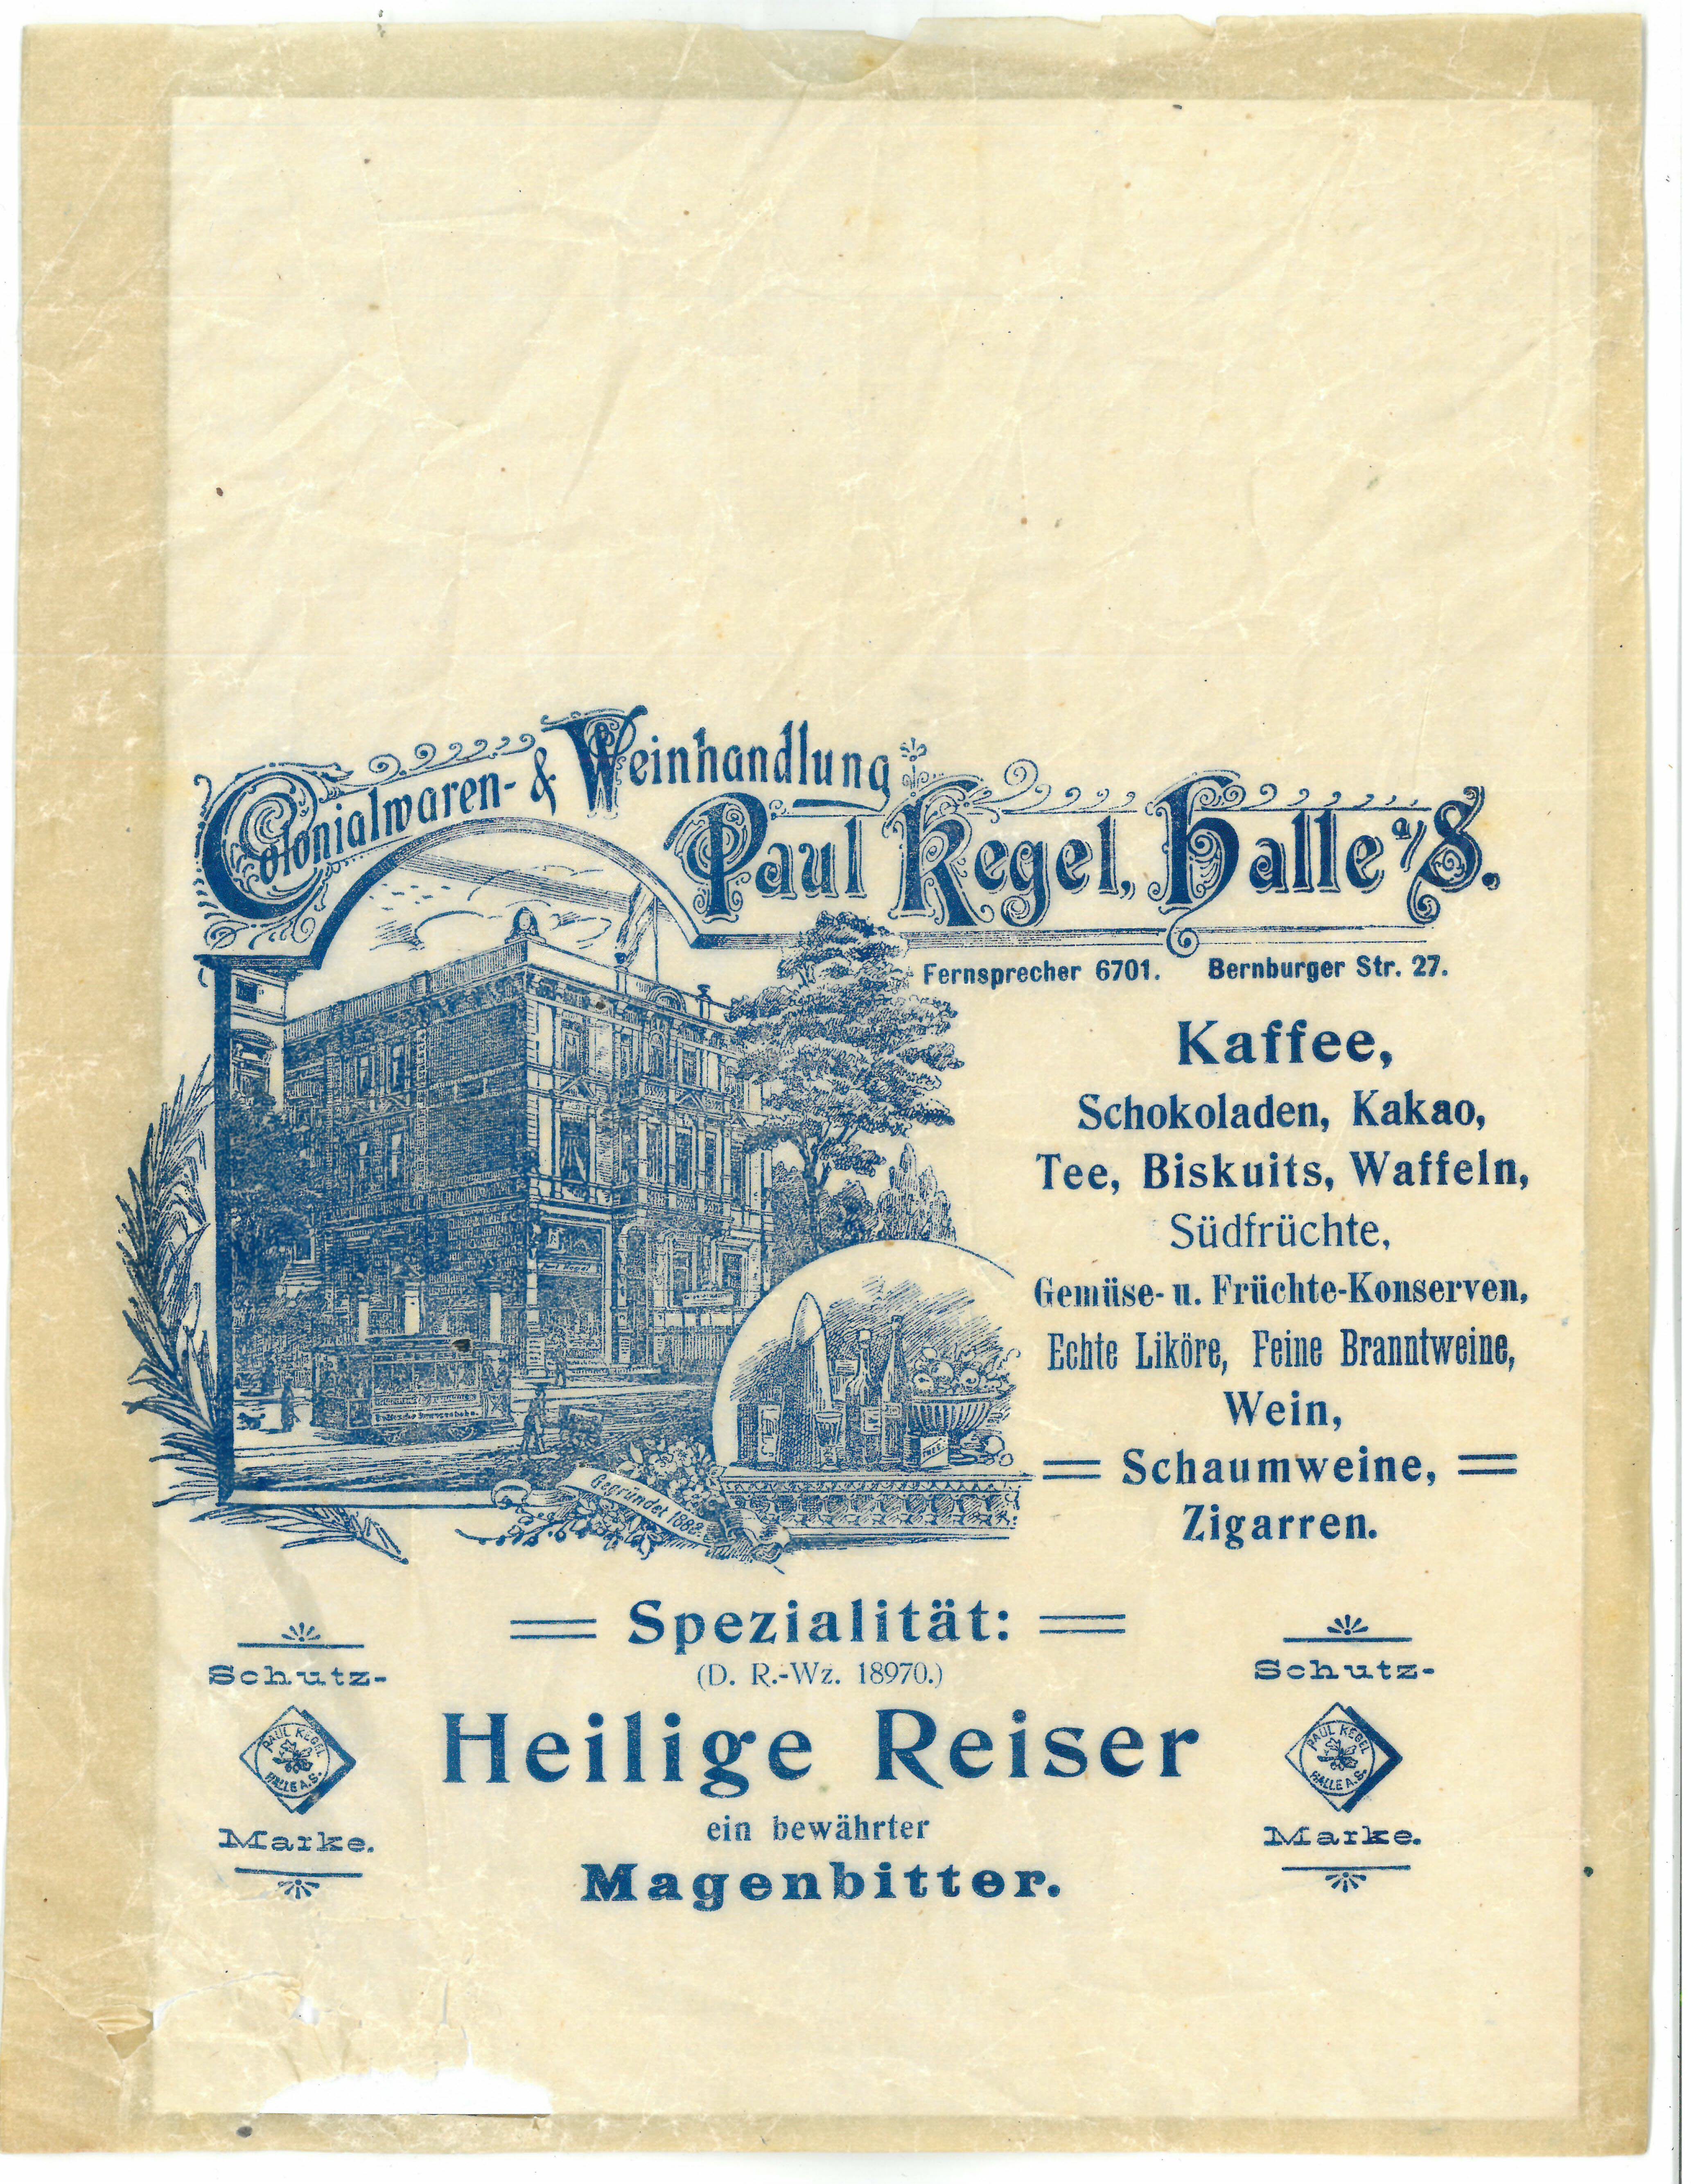 Colonialwaren- & Weinhandlung
Paul Kegel, Halle a/S.
Fernsprecher 6701. Bernburger Str. 27.
Kaffee,
Schokoladen, Kakao,
Tee, Biskuits, Waffeln,
Südfrüchte,
Gemüse- u. Früchte-Konserven,
Echte Liköre, Feine Branntweine,
Wein,
Schaumweine,
Zigarren.
Paul Kegel
Gegründet 1882.
Spezialität:
(D. R.-Wz. 18970.)
Heilige Reiser
ein bewährter
Magenbitter.
Schutz-
PAUL KEGEL
HALLE A.S.
Marke.
Schutz-
PAUL KEGEL
HALLE A.S.
Marke.